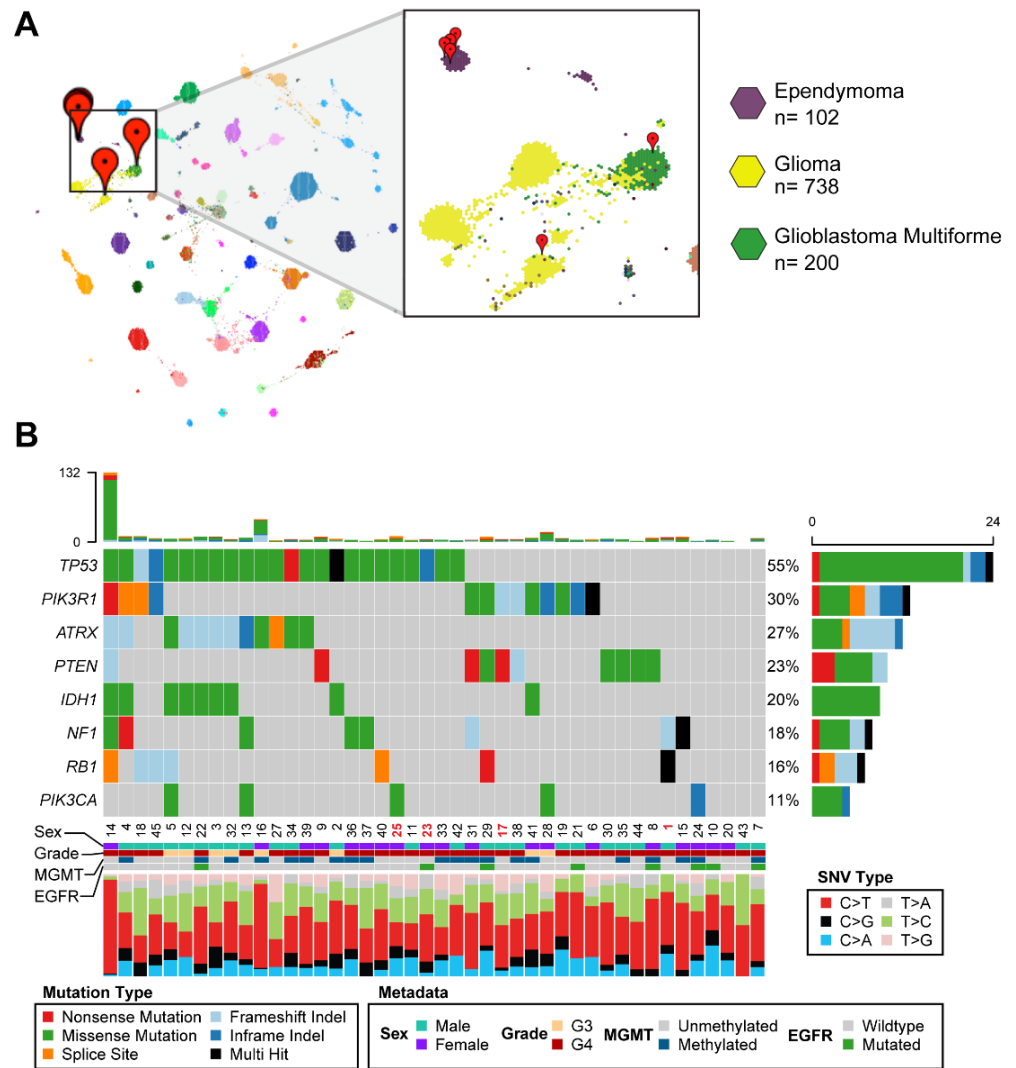 A
Ependymoma
n= 102
Glioma
n= 738
Glioblastoma Multiforme
n= 200
B
132
0
0 24
TP53 55%
PIK3R1 30%
ATRX 27%
PTEN 23%
IDH1 20%
NF1 18%
RB1 16%
PIK3CA 11%
14 4 18 45 5 12 22 3 32 13 16 27 34 39 9 2 36 37 40 25 23 33 42 31 29 17 38 41 28 19 21 6 30 35 44 8 1 15 24 10 20 43 7
Sex
Grade
MGMT
EGFR
SNV Type
C>T T>A
C>G T>C
C>A T>G
Mutation Type
Nonsense Mutation Frameshift Indel
Missense Mutation Inframe Indel
Splice Site Multi Hit
Metadata
Sex Male Grade G3 MGMT Unmethylated EGFR Wildtype
Female G4 Methylated Mutated